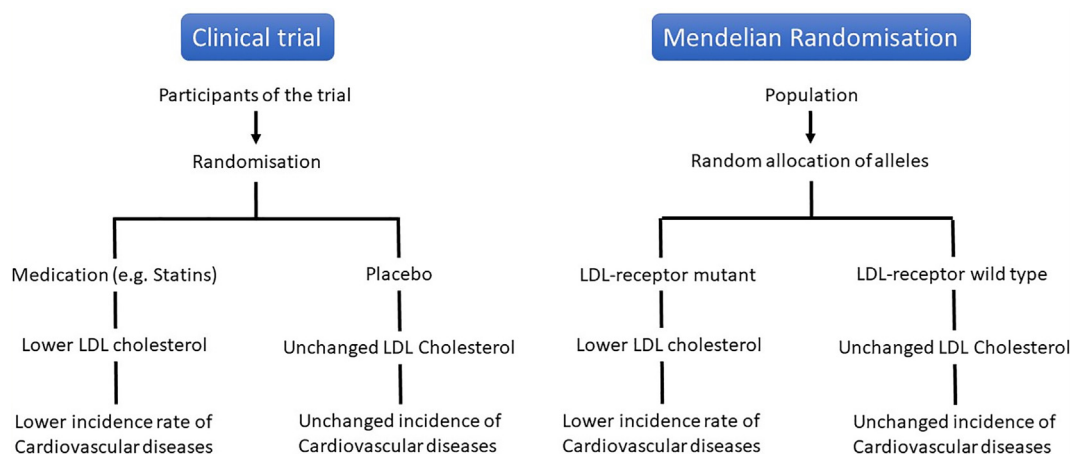 Clinical trial
Participants of the trial
Randomisation
Medication (e.g. Statins)
Placebo
Lower LDL cholesterol
Unchanged LDL Cholesterol
Lower incidence rate of
Cardiovascular diseases
Unchanged incidence of
Cardiovascular diseases
Mendelian Randomisation
Population
Random allocation of alleles
LDL-receptor mutant
LDL-receptor wild type
Lower LDL cholesterol
Unchanged LDL Cholesterol
Lower incidence rate of
Cardiovascular diseases
Unchanged incidence of
Cardiovascular diseases